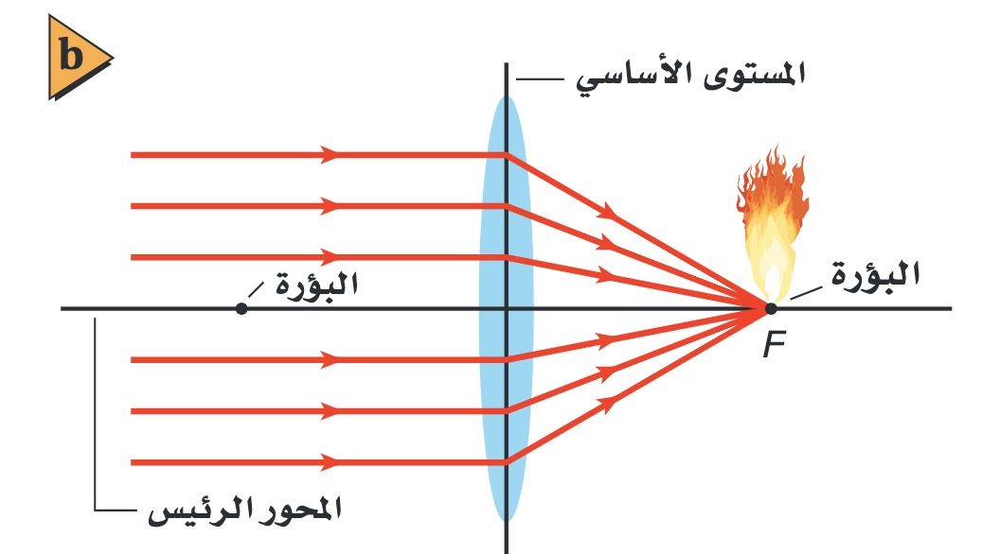 b
المستوى الأساسي
البؤرة
البؤرة
F
المحور الرئيس